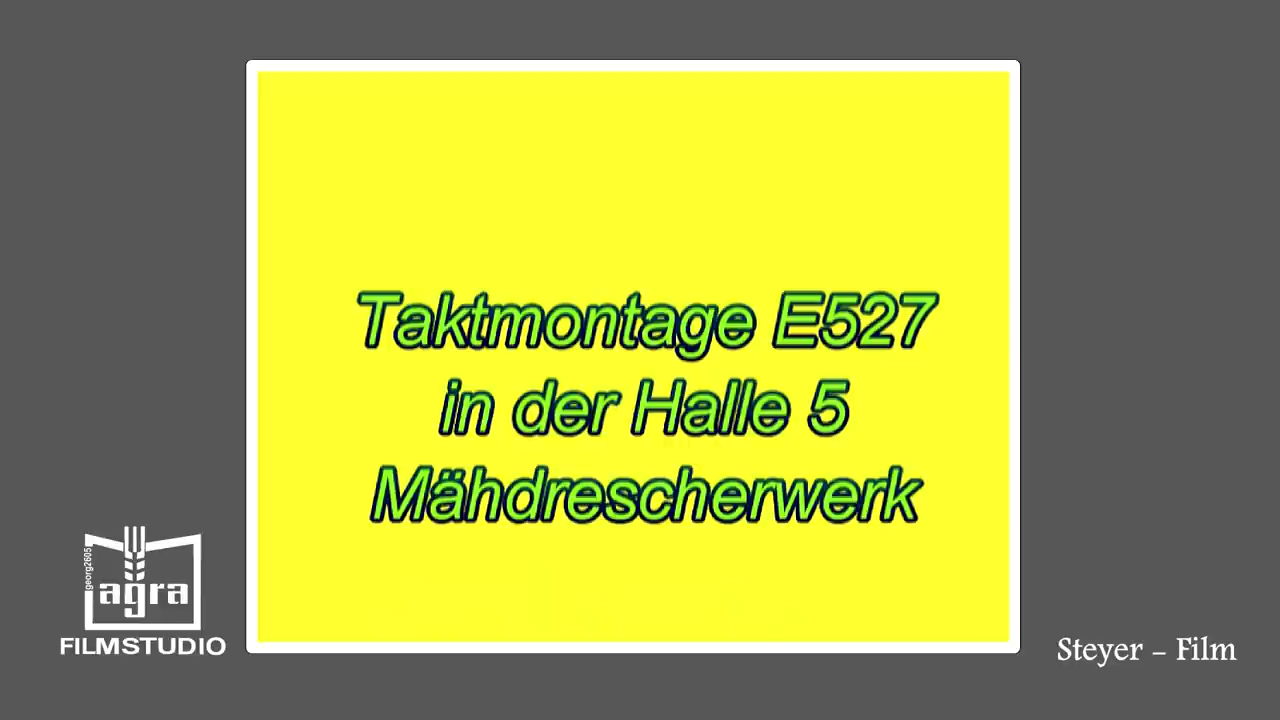 Taktmontage E527
in der Halle 5
Mähdrescherwerk
georg2605
agra
FILMSTUDIO
Steyer – Film